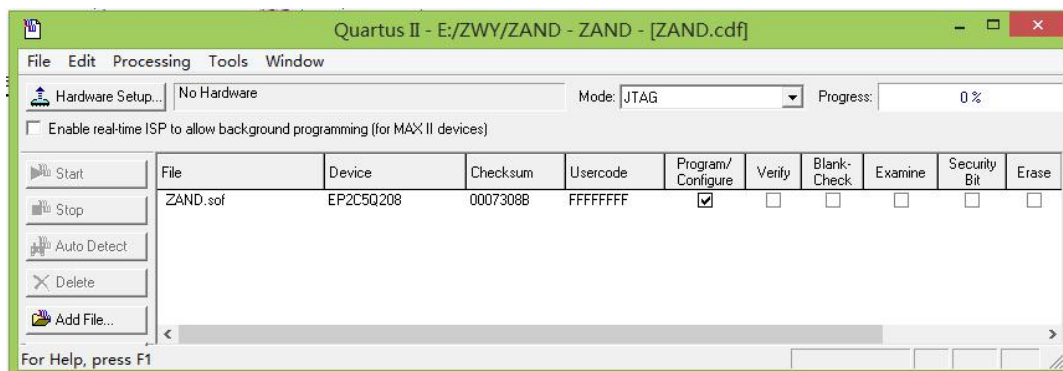 Quartus II - E:/ZWY/ZAND - ZAND - [ZAND.cdf]
File Edit Processing Tools Window
Hardware Setup... No Hardware Mode: JTAG Progress: 0 %
Enable real-time ISP to allow background programming (for MAX II devices)
Start
Stop
Auto Detect
Delete
Add File...
File Device Checksum Usercode Program/Configure Verify Blank-Check Examine Security Bit Erase
ZAND.sof EP2C5Q208 0007308B FFFFFFFF
For Help, press F1